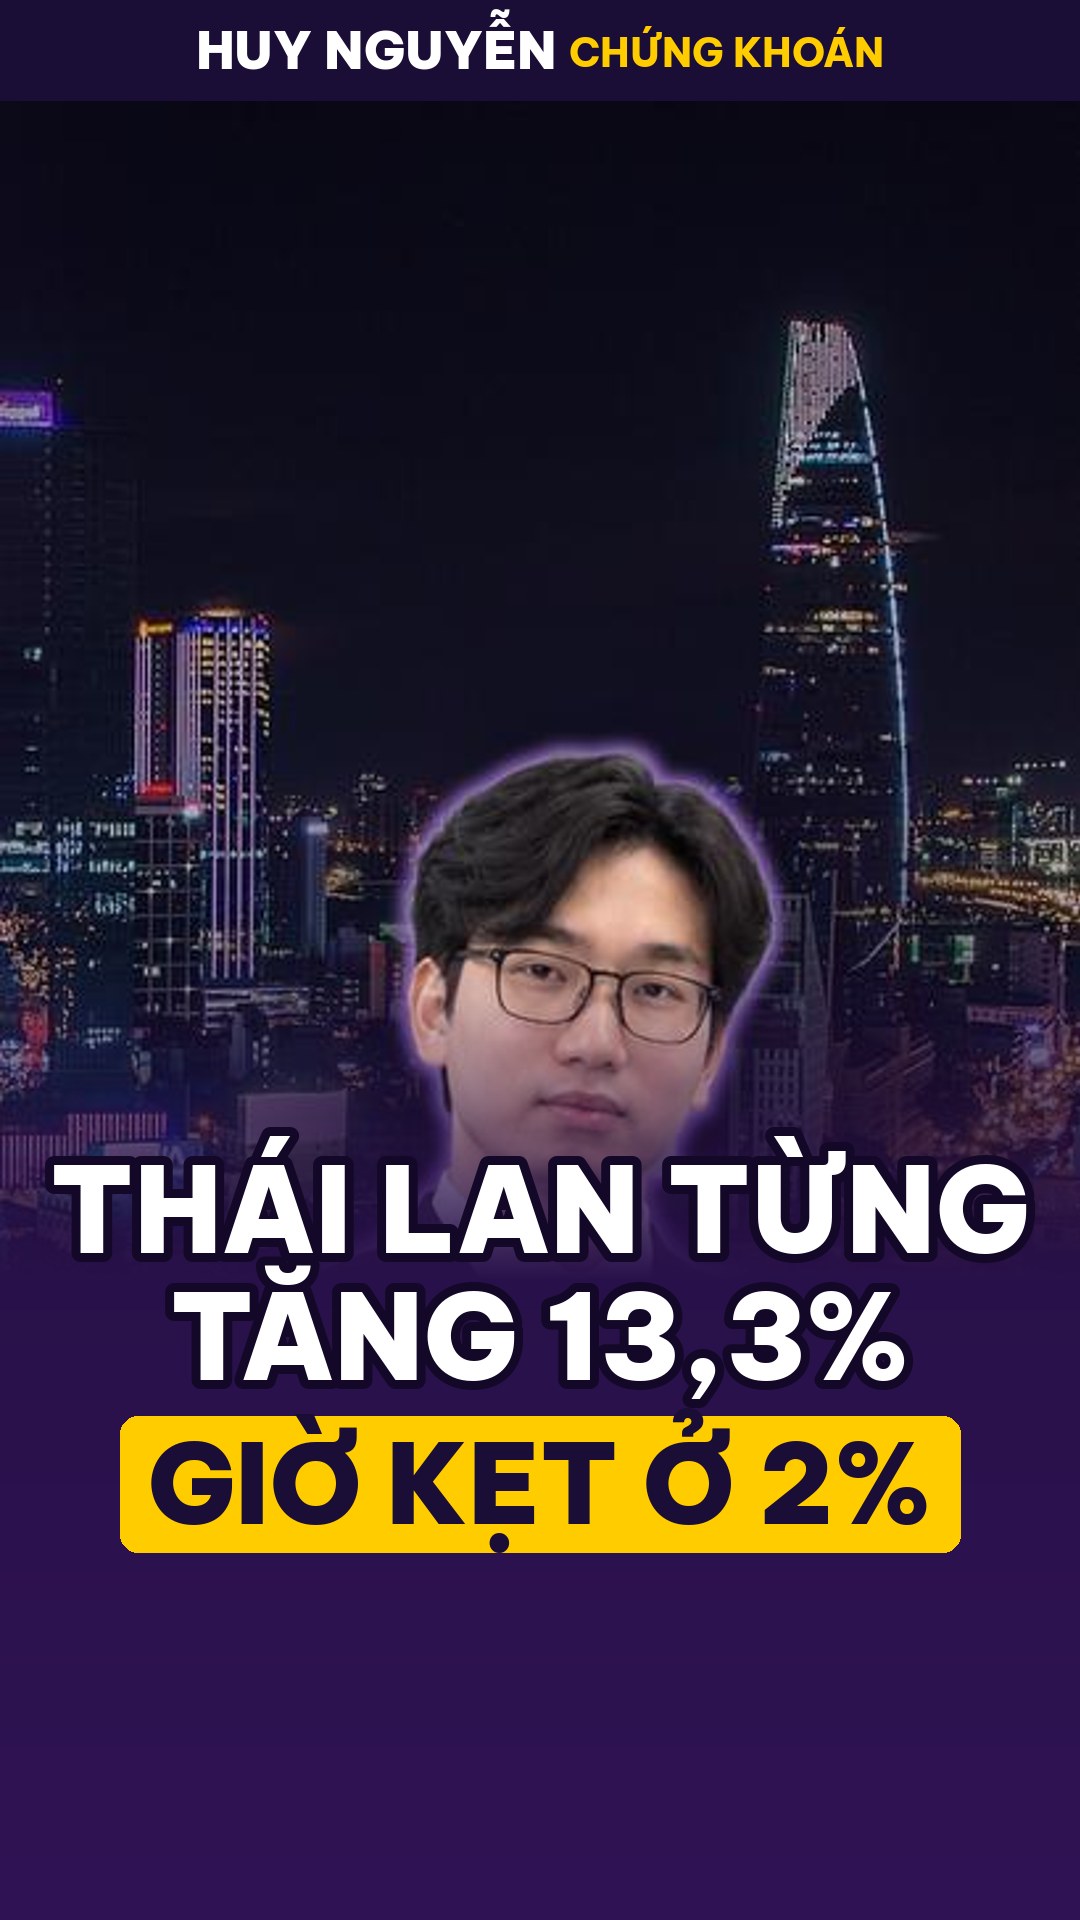 HUY NGUYỄN CHỨNG KHOÁN
THÁI LAN TỪNG
TĂNG 13,3%
GIỜ KẸT Ở 2%